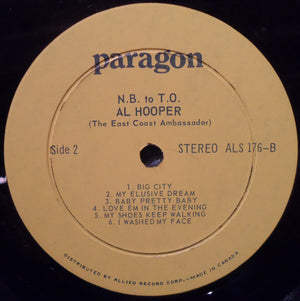 paragon
N.B. to T.O.
AL HOOPER
(The East Coast Ambassador)
Side 2
STEREO ALS 176-B
1. BIG CITY
2. MY ELUSIVE DREAM
3. BABY PRETTY BABY
4. LOVE EM IN THE EVENING
5. MY SHOES KEEP WALKING
6. I WASHED MY FACE
DISTRIBUTED BY ALLIED RECORD CORP.—MADE IN CANADA